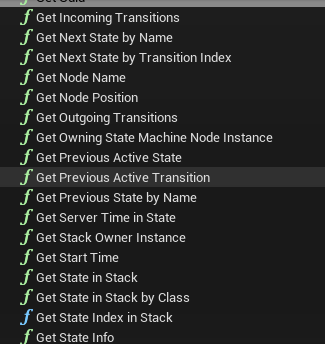 Get Guid
Get Incoming Transitions
Get Next State by Name
Get Next State by Transition Index
Get Node Name
Get Node Position
Get Outgoing Transitions
Get Owning State Machine Node Instance
Get Previous Active State
Get Previous Active Transition
Get Previous State by Name
Get Server Time in State
Get Stack Owner Instance
Get Start Time
Get State in Stack
Get State in Stack by Class
Get State Index in Stack
Get State Info